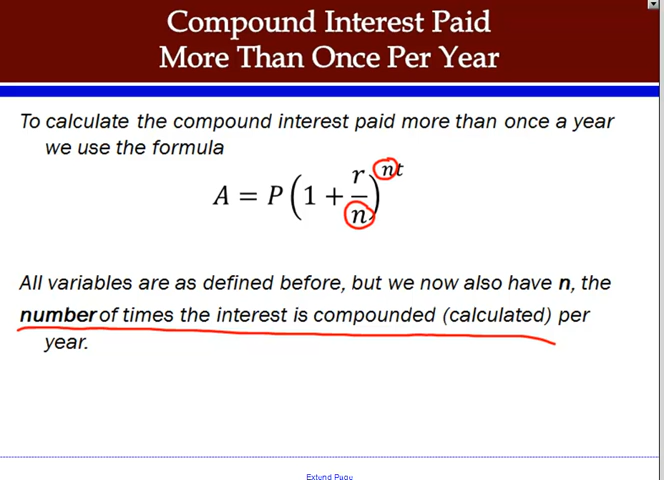 Compound Interest Paid
More Than Once Per Year
To calculate the compound interest paid more than once a year
we use the formula
A = P(1 + r/n)^nt
All variables are as defined before, but we now also have n, the
number of times the interest is compounded (calculated) per
year.
Extend Page